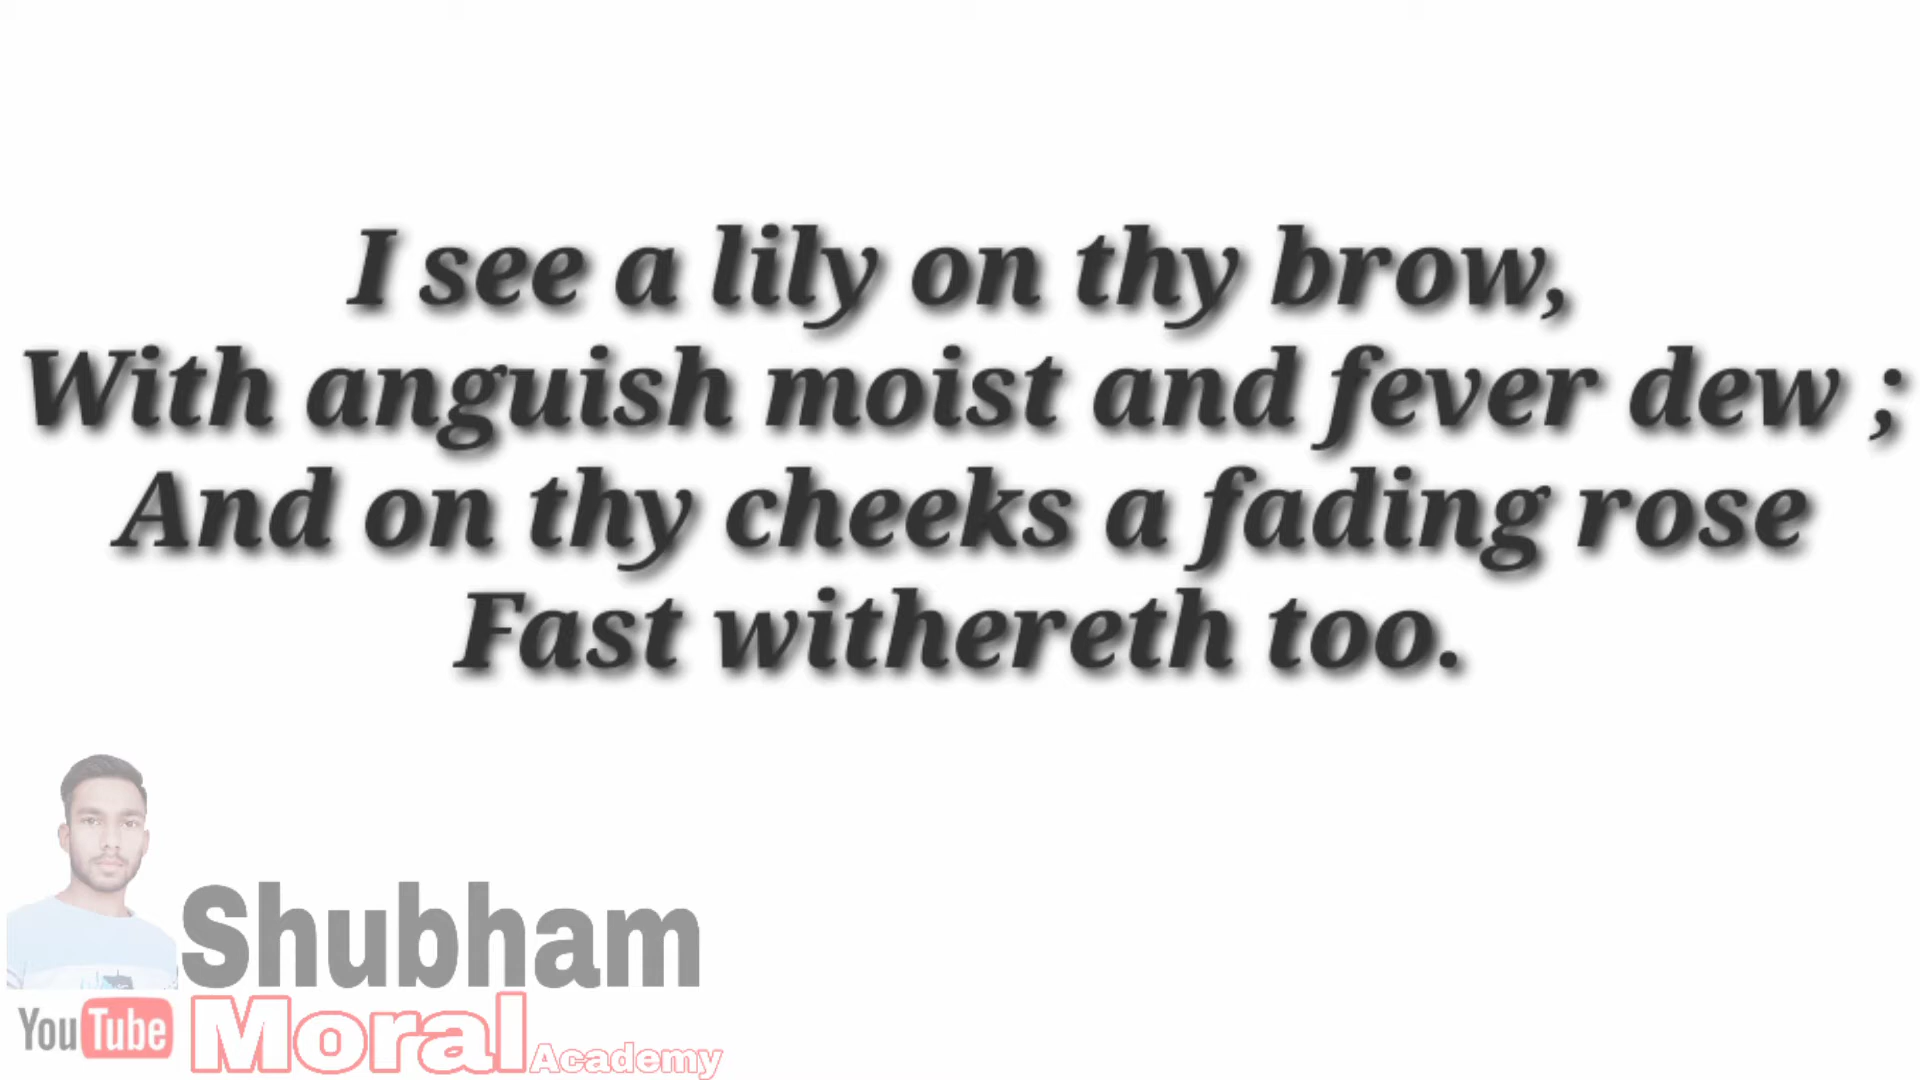 I see a lily on thy brow,
With anguish moist and fever dew ;
And on thy cheeks a fading rose
Fast withereth too.
Shubham
YouTube Moral Academy